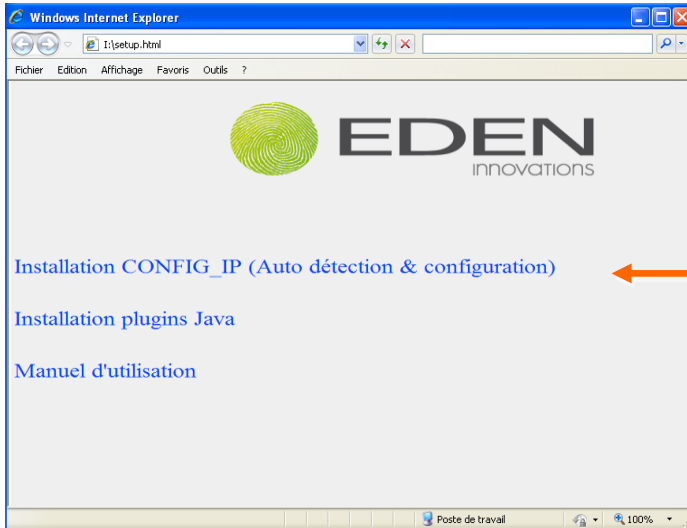 Windows Internet Explorer
I:\setup.html
Fichier Edition Affichage Favoris Outils ?
EDEN
innovations
Installation CONFIG_IP (Auto détection & configuration)
Installation plugins Java
Manuel d'utilisation
Poste de travail 100%